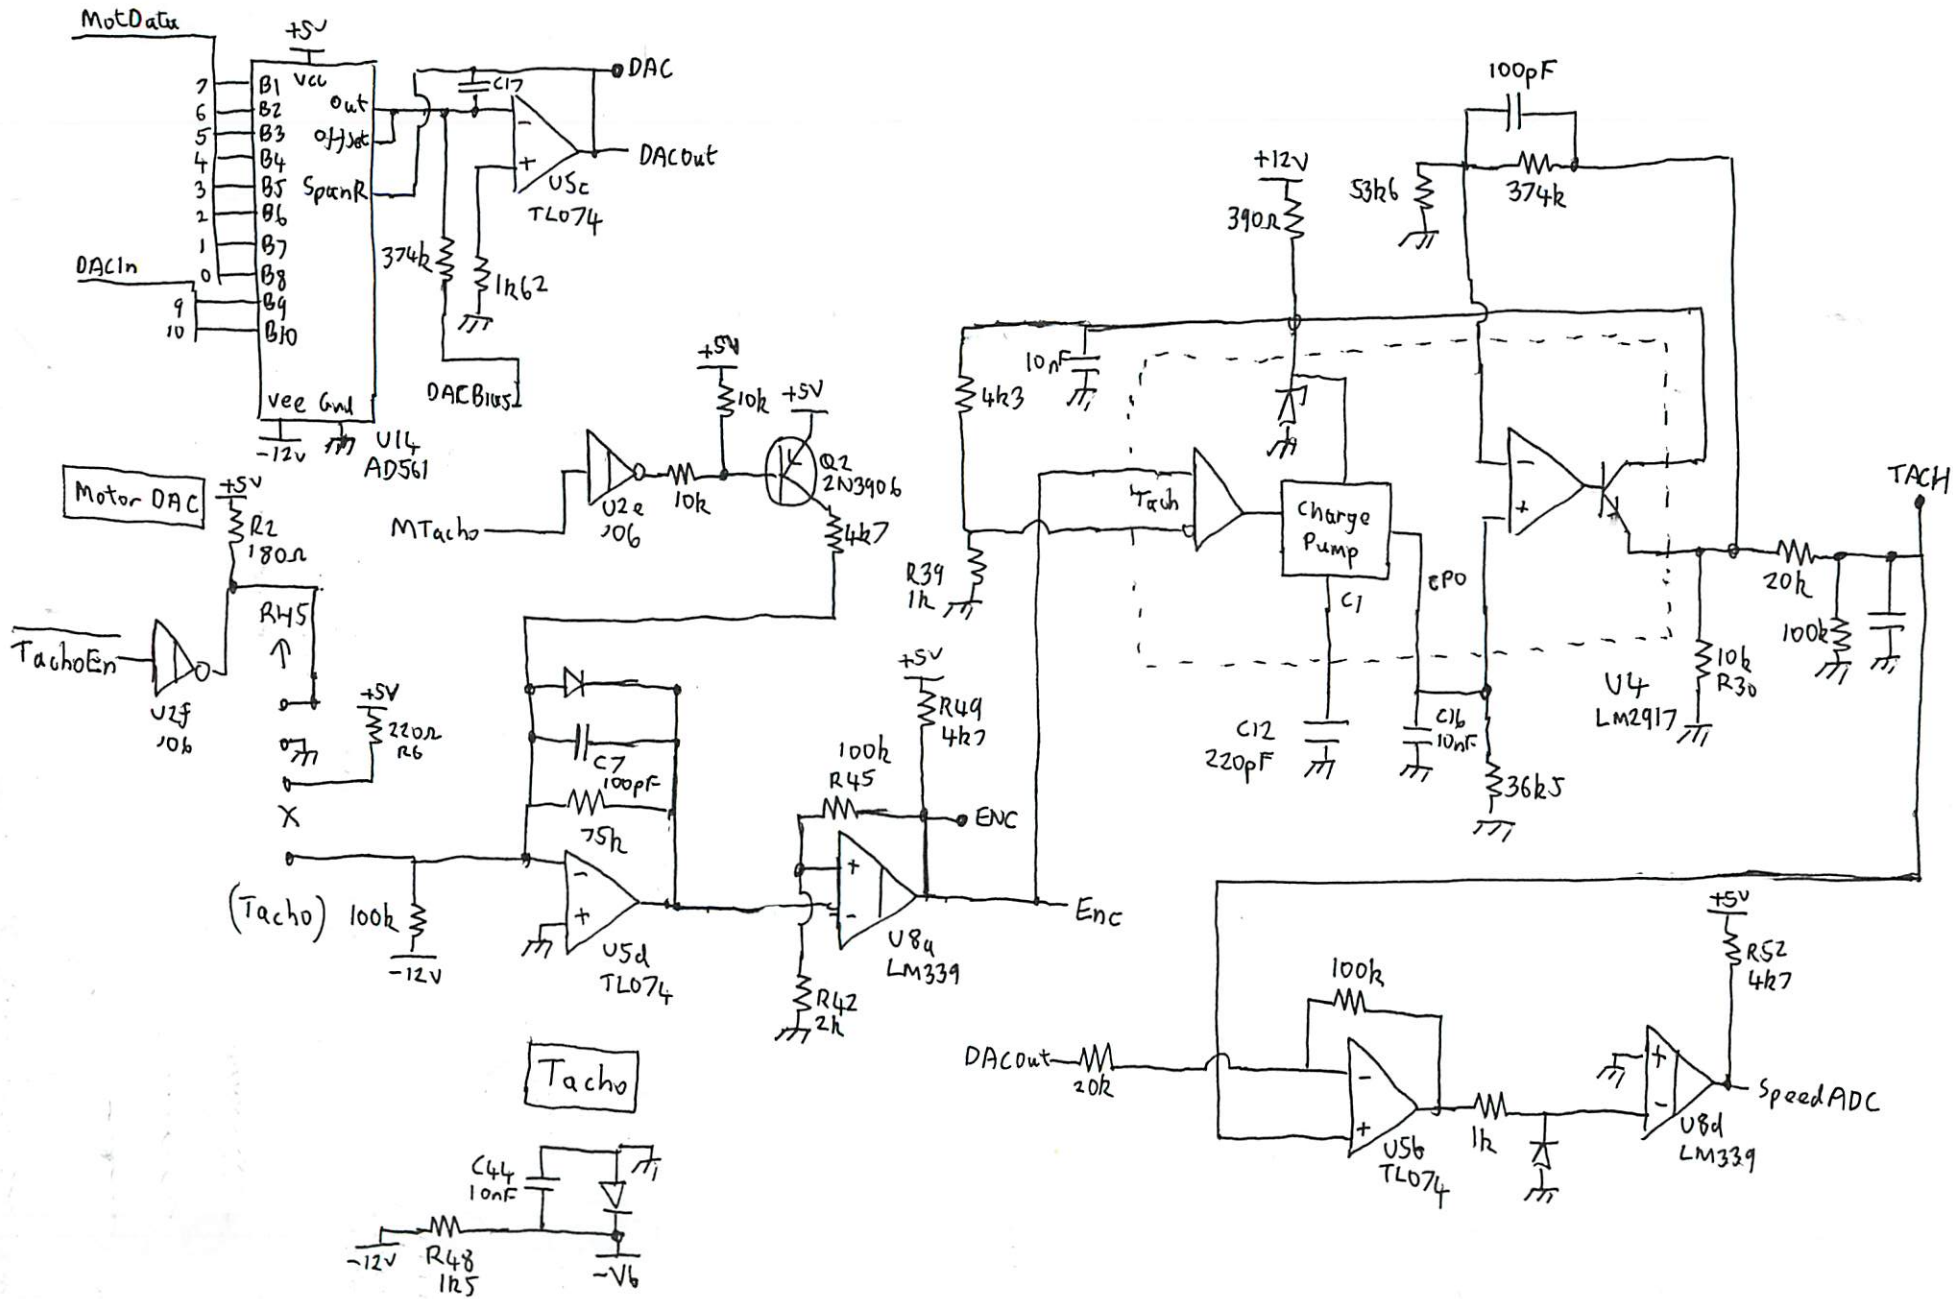 MotData
+5V
7
6
5
4
3
2
1
0
B1
B2
B3
B4
B5
B6
B7
B8
B9
B10
Vcc
Out
Offset
SpanR
DACIn
9
10
Vee Gnd
-12V
U14
AD561
C17
DAC
-
+
U5c
TL074
DACOut
374k
1k62
DACBias
Motor DAC
+5V
R2
180Ω
TachoEn
U2f
'06
RH5
↑
+5V
220Ω
R6
X
(Tacho)
100k
-12V
MTacho
U2e
'06
10k
+5V
10k
+5V
Q2
2N3906
4k7
C7
100pF
75k
-
+
U5d
TL074
+5V
R49
4k7
100k
R45
ENC
+
-
U8a
LM339
Enc
R42
2k
Tacho
C44
10nF
-12V
R48
1k5
-V6
+12V
390Ω
100pF
53k6
374k
10nF
4k3
R39
1k
Tach
Charge
Pump
C1
CPO
C12
220pF
C16
10nF
36k5
-
+
U4
LM2917
10k
R30
20k
100k
TACH
DACout
20k
100k
-
+
U5b
TL074
1k
+
-
U8d
LM339
+5V
R52
4k7
SpeedADC